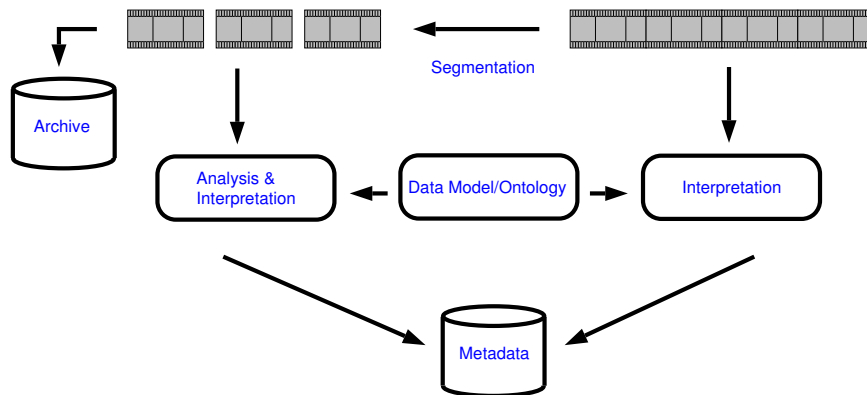 Segmentation
Archive
Analysis &
Interpretation
Data Model/Ontology
Interpretation
Metadata